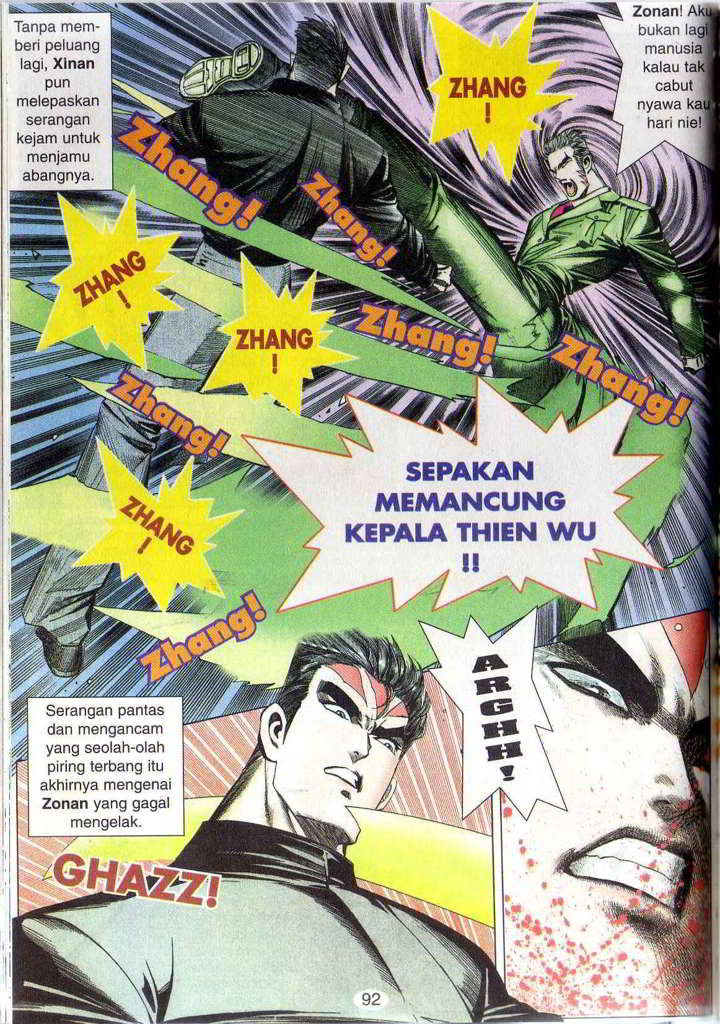 Tanpa mem-
beri peluang
lagi, Xinan
pun
melepaskan
serangan
kejam untuk
menjamu
abangnya.
ZHANG
!
Zonan! Aku
bukan lagi
manusia
kalau tak
cabut
nyawa kau
hari nie!
Zhang!
Zhang!
ZHANG
!
ZHANG
!
Zhang!
Zhang!
Zhang!
ZHANG
!
SEPAKAN
MEMANCUNG
KEPALA THIEN WU
!!
Zhang!
ARGHH!
Serangan pantas
dan mengancam
yang seolah-olah
piring terbang itu
akhirnya mengenai
Zonan yang gagal
mengelak.
GHAZZ!
92